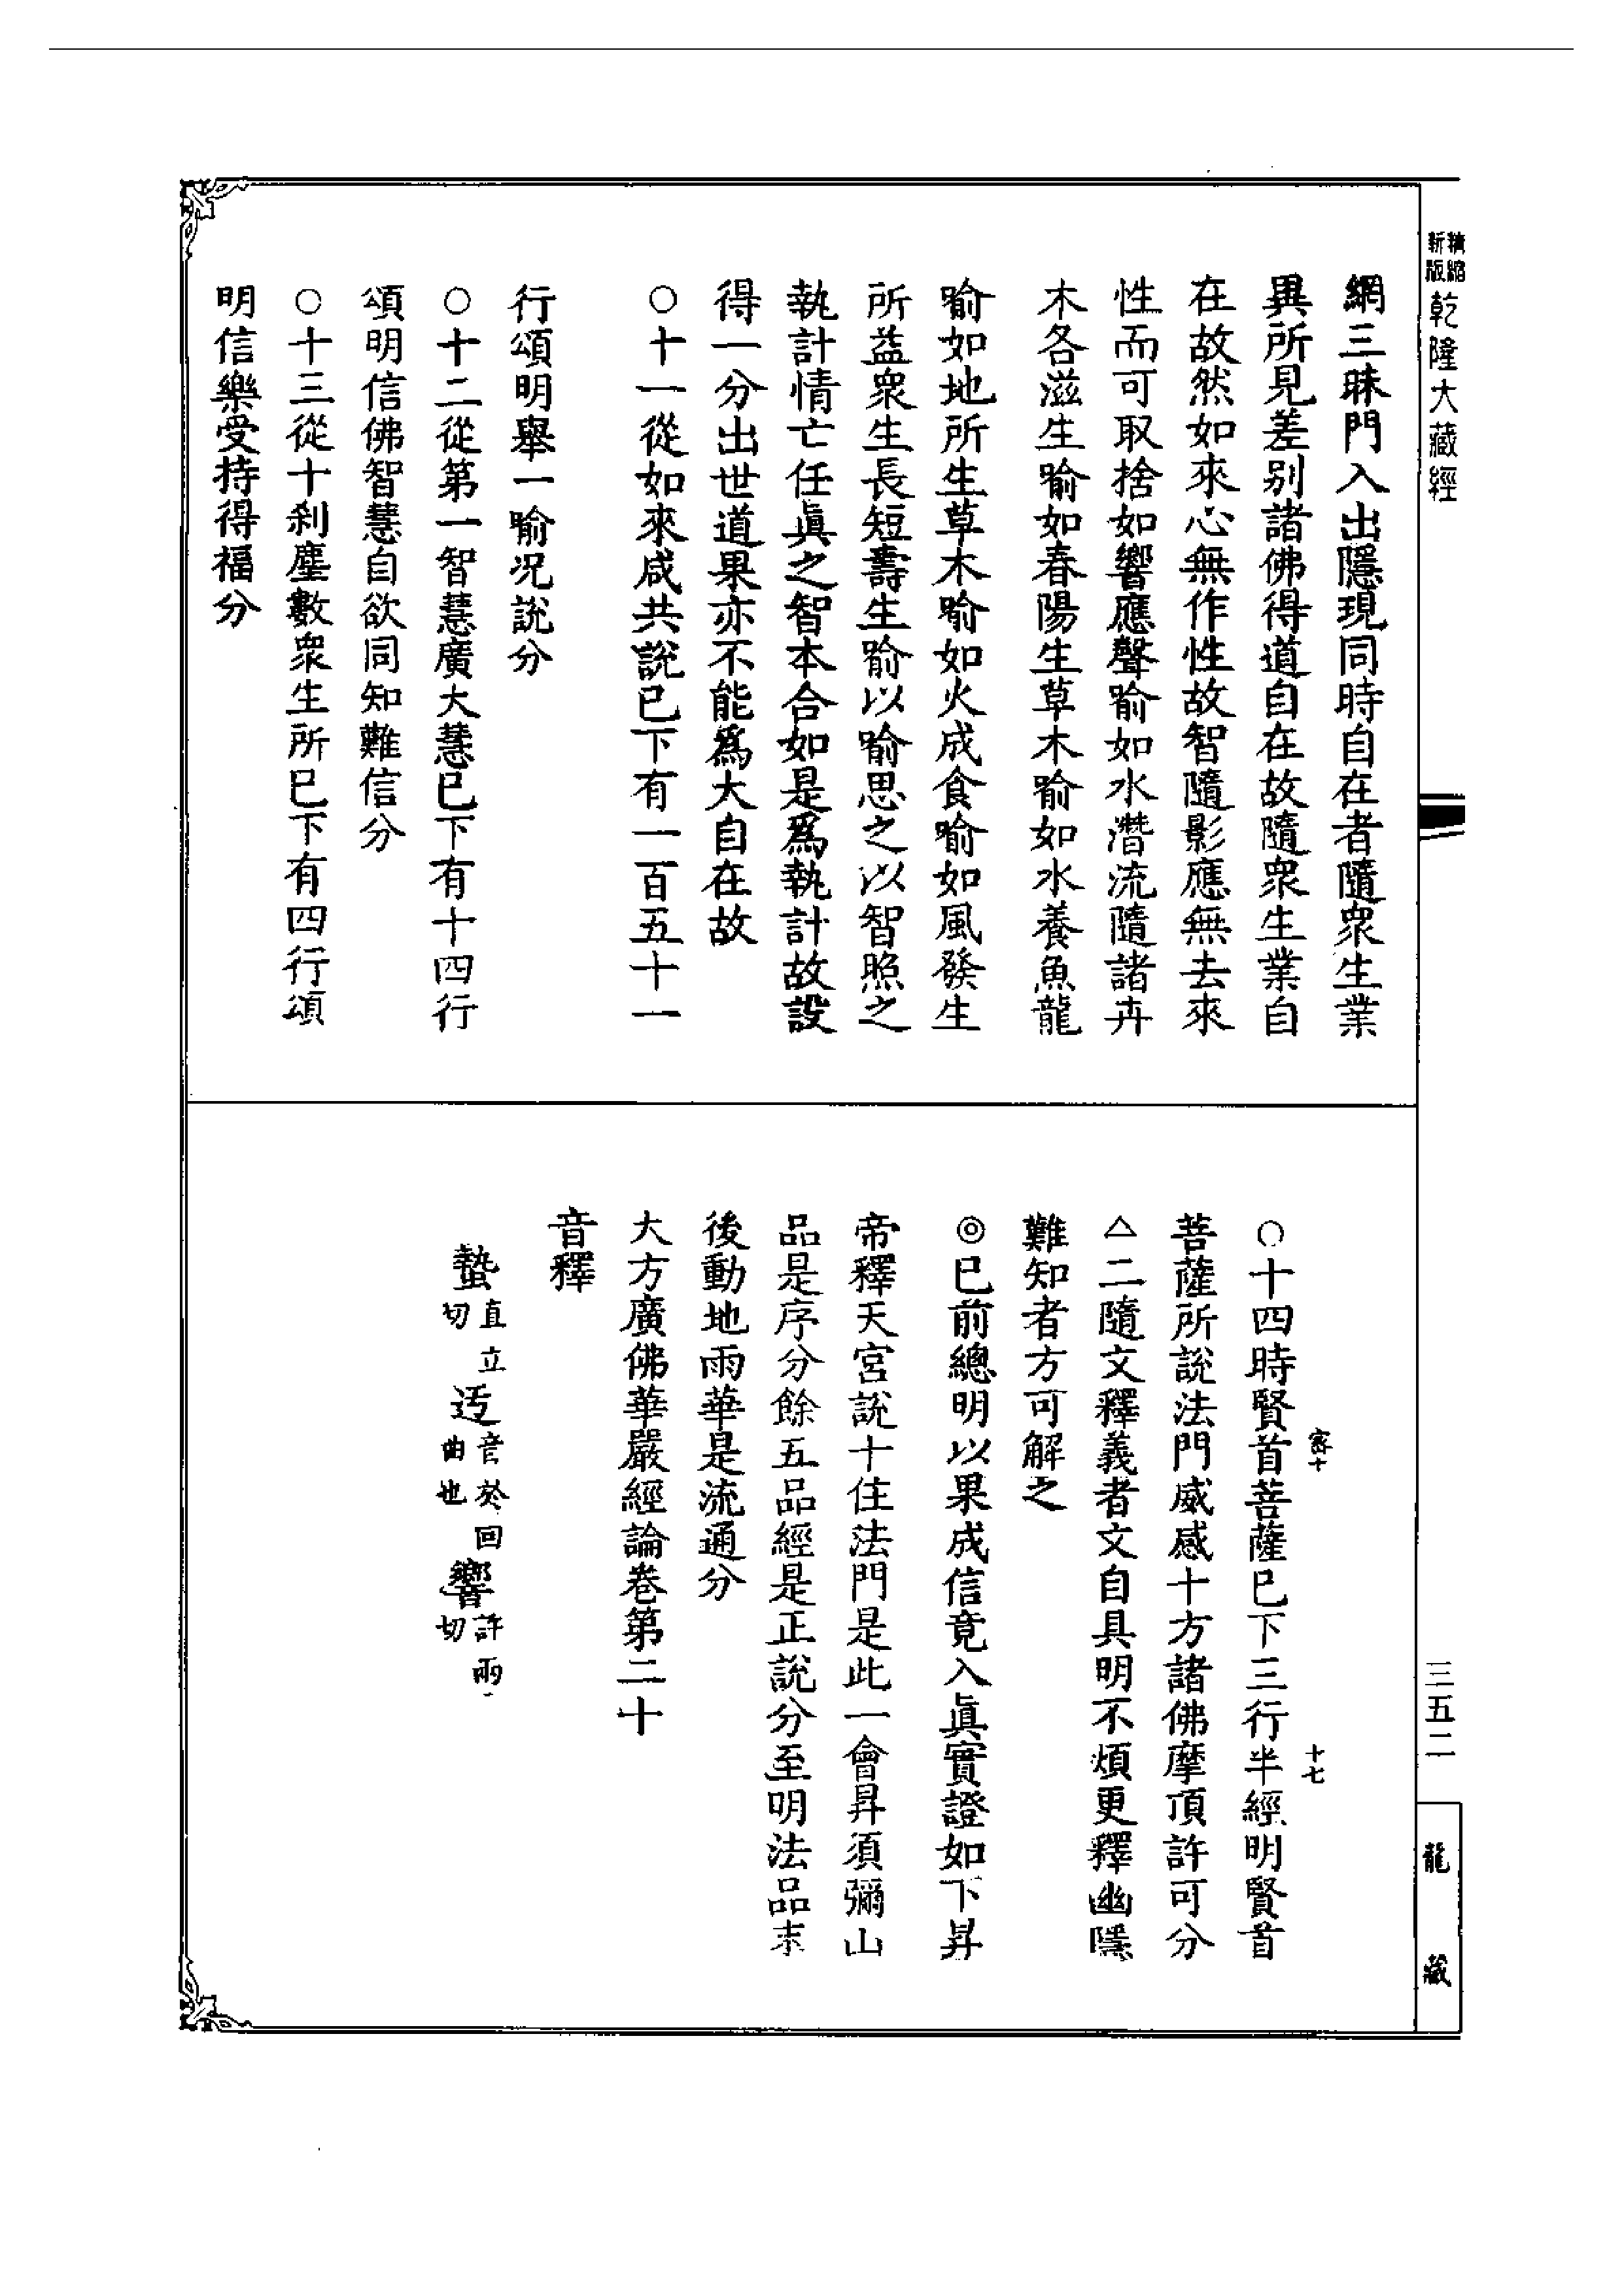 精縮新版
乾隆大藏經
網三昧門入出隱現同時自在者隨衆生業
異所見差别諸佛得道自在故隨衆生業自
在故然如來心無作性故智隨影應無去來
性而可取捨如響應聲喻如水潛流隨諸卉
木各滋生喻如春陽生草木喻如水養魚龍
喻如地所生草木喻如火成食喻如風發生
所益衆生長短壽生喻以喻思之以智照之
執計情亡任眞之智本合如是爲執計故設
得一分出世道果亦不能爲大自在故
○十一從如來咸共說已下有一百五十一
行頌明舉一喻況說分
○十二從第一智慧廣大慧已下有十四行
頌明信佛智慧自欲同知難信分
○十三從十刹塵數衆生所已下有四行頌
明信樂受持得福分
○十四時賢首菩薩已下三行半經明賢首
菩薩所說法門威感十方諸佛摩頂許可分
△二隨文釋義者文自具明不煩更釋幽隱
難知者方可解之
◎已前總明以果成信竟入眞實證如下昇
帝釋天宮說十住法門是此一會昇須彌山
品是序分餘五品經是正說分至明法品末
後動地雨華是流通分
大方廣佛華嚴經論卷第二十
音釋
蟄直立切 迃音於回曲也 響許兩切
十七
三五二
龍藏